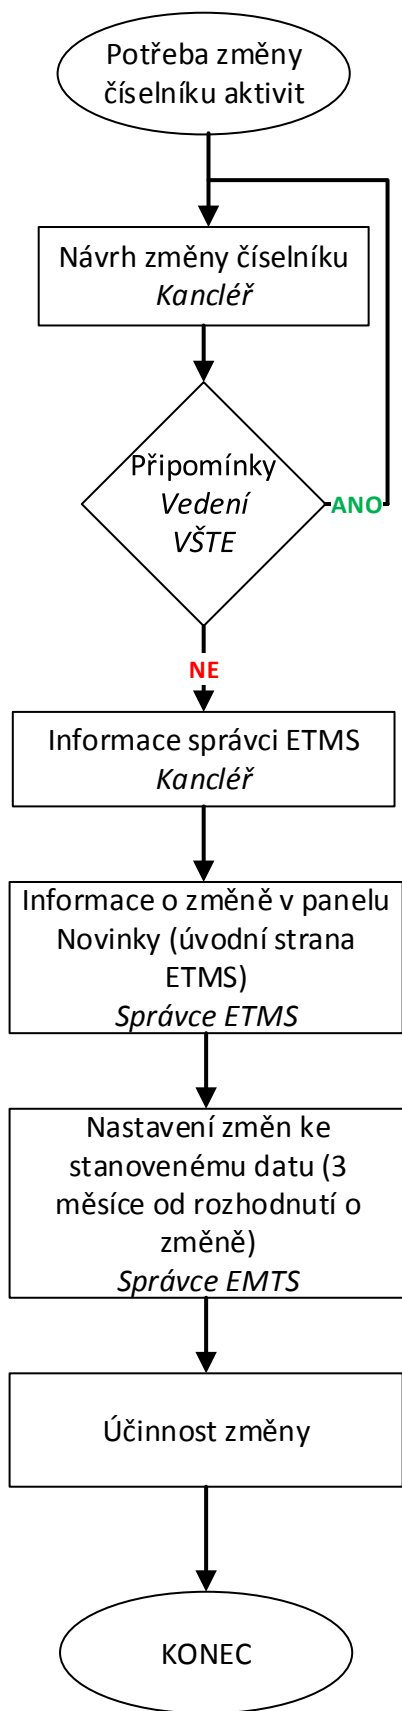 Potřeba změny
číselníku aktivit
Návrh změny číselníku
Kancléř
Připomínky
Vedení
VŠTE
ANO
NE
Informace správci ETMS
Kancléř
Informace o změně v panelu
Novinky (úvodní strana
ETMS)
Správce ETMS
Nastavení změn ke
stanovenému datu (3
měsíce od rozhodnutí o
změně)
Správce EMTS
Účinnost změny
KONEC